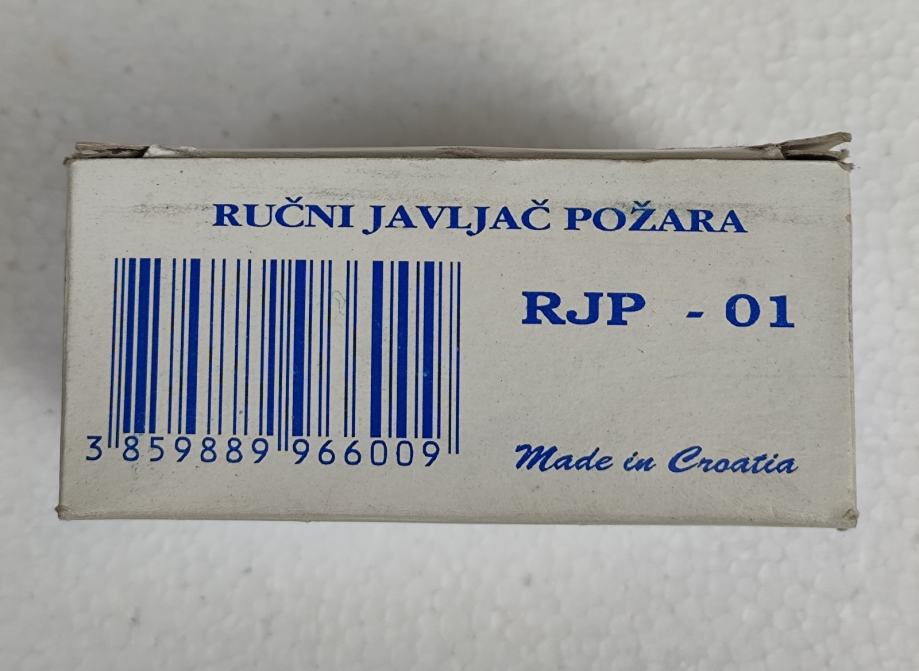 RUČNI JAVLJAČ POŽARA
RJP - 01
3 859889 966009
Made in Croatia